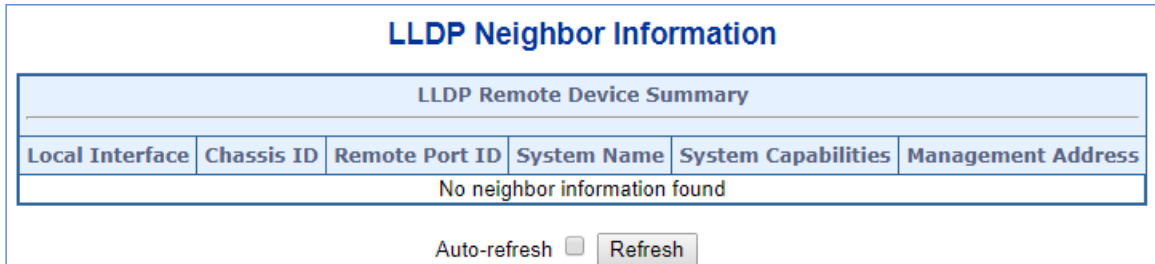 LLDP Neighbor Information
LLDP Remote Device Summary
Local Interface Chassis ID Remote Port ID System Name System Capabilities Management Address
No neighbor information found
Auto-refresh Refresh